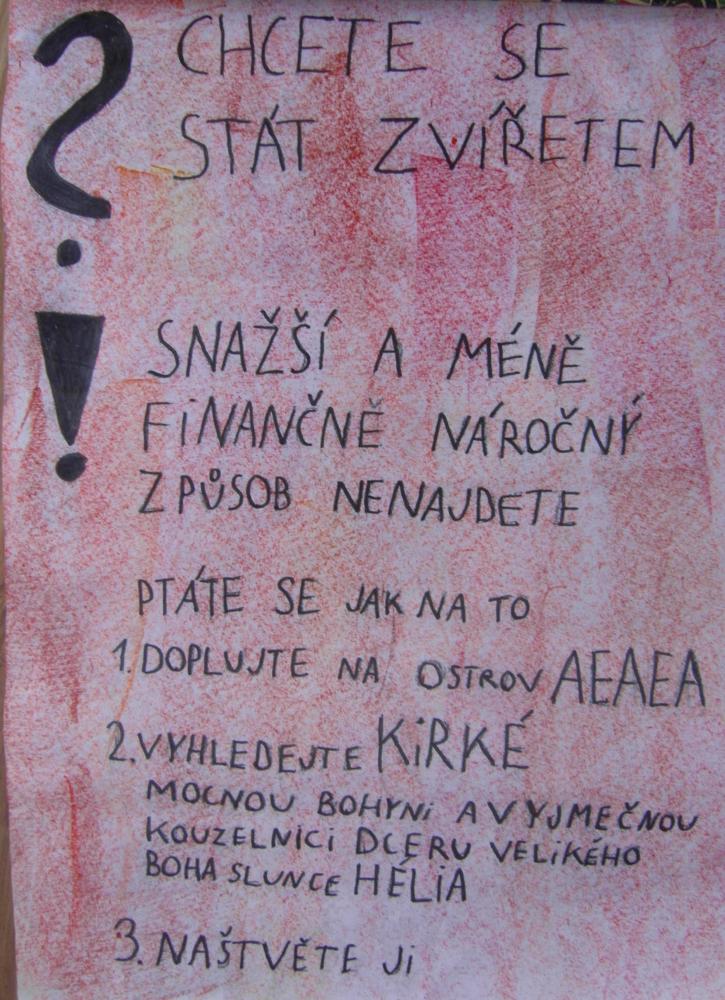 ? CHCETE SE
STÁT ZVÍŘETEM
! SNAŽŠÍ A MÉNĚ
FINANČNĚ NÁROČNÝ
ZPŮSOB NENAJDETE
PTÁTE SE JAK NA TO
1. DOPLUJTE NA OSTROV AEAEA
2. VYHLEDEJTE KIRKÉ
MOCNOU BOHYNI A VYJMEČNOU
KOUZELNICI DCERU VELIKÉHO
BOHA SLUNCE HÉLIA
3. NAŠTVĚTE JI